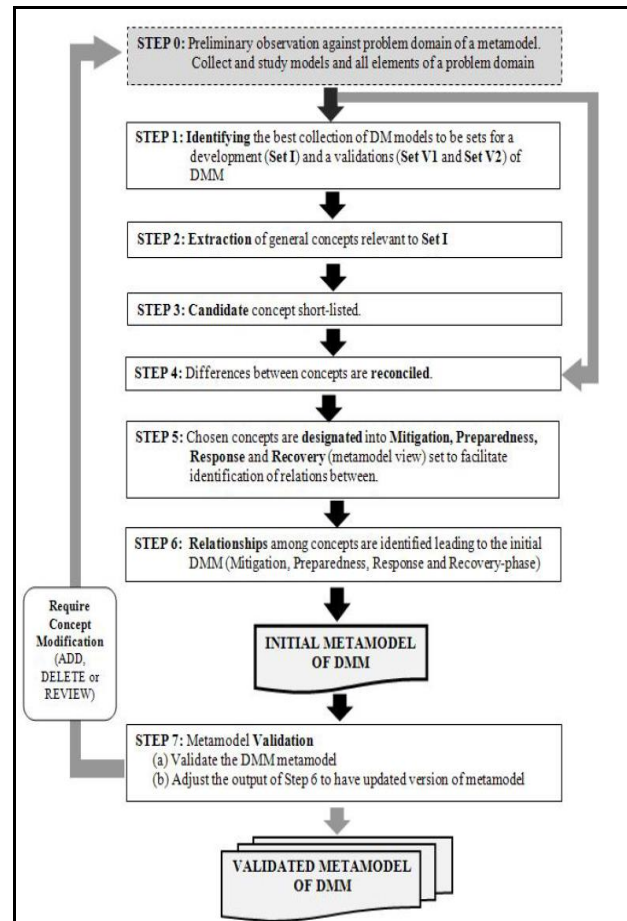 STEP 0: Preliminary observation against problem domain of a metamodel.
Collect and study models and all elements of a problem domain
STEP 1: Identifying the best collection of DM models to be sets for a
development (Set I) and a validations (Set V1 and Set V2) of
DMM
STEP 2: Extraction of general concepts relevant to Set I
STEP 3: Candidate concept short-listed.
STEP 4: Differences between concepts are reconciled.
STEP 5: Chosen concepts are designated into Mitigation, Preparedness,
Response and Recovery (metamodel view) set to facilitate
identification of relations between.
STEP 6: Relationships among concepts are identified leading to the initial
DMM (Mitigation, Preparedness, Response and Recovery-phase)
Require
Concept
Modification
(ADD,
DELETE or
REVIEW)
INITIAL METAMODEL
OF DMM
STEP 7: Metamodel Validation
(a) Validate the DMM metamodel
(b) Adjust the output of Step 6 to have updated version of metamodel
VALIDATED METAMODEL
OF DMM